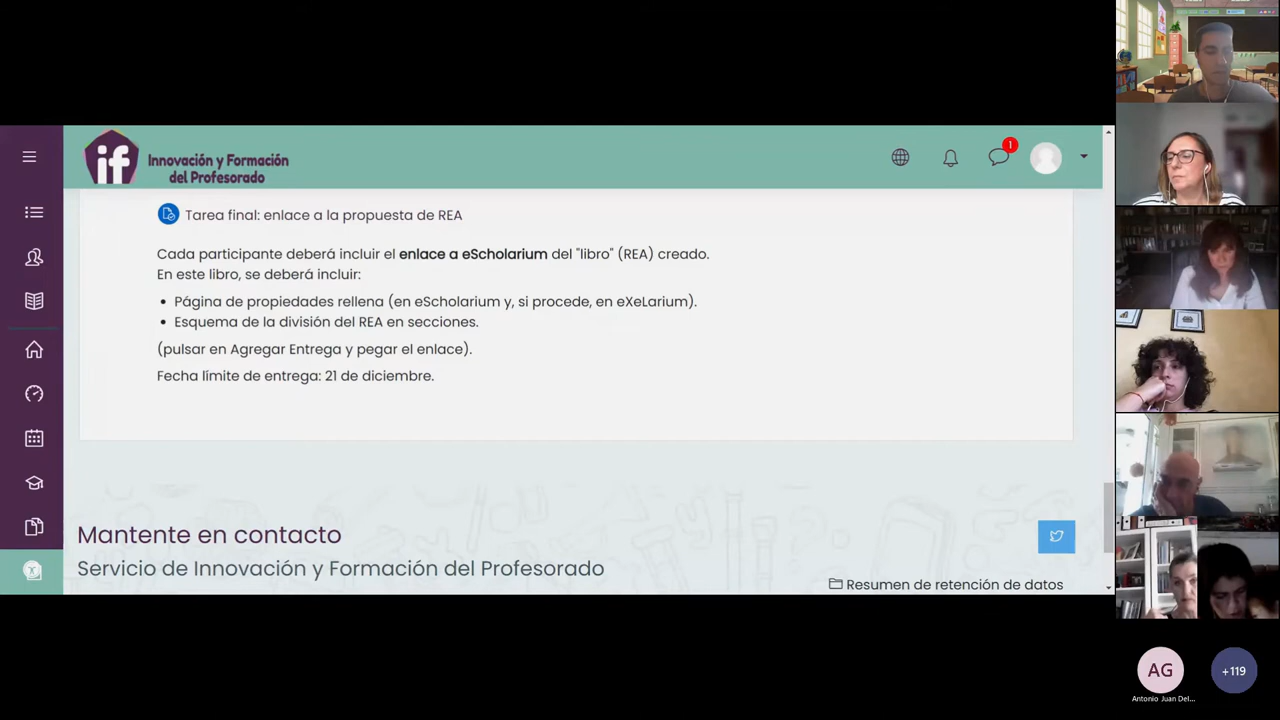 if
Innovación y Formación
del Profesorado
1
Tarea final: enlace a la propuesta de REA
Cada participante deberá incluir el enlace a eScholarium del "libro" (REA) creado.
En este libro, se deberá incluir:
Página de propiedades rellena (en eScholarium y, si procede, en eXeLarium).
Esquema de la división del REA en secciones.
(pulsar en Agregar Entrega y pegar el enlace).
Fecha límite de entrega: 21 de diciembre.
Mantente en contacto
Servicio de Innovación y Formación del Profesorado
Resumen de retención de datos
AG
+119
Antonio Juan Del...